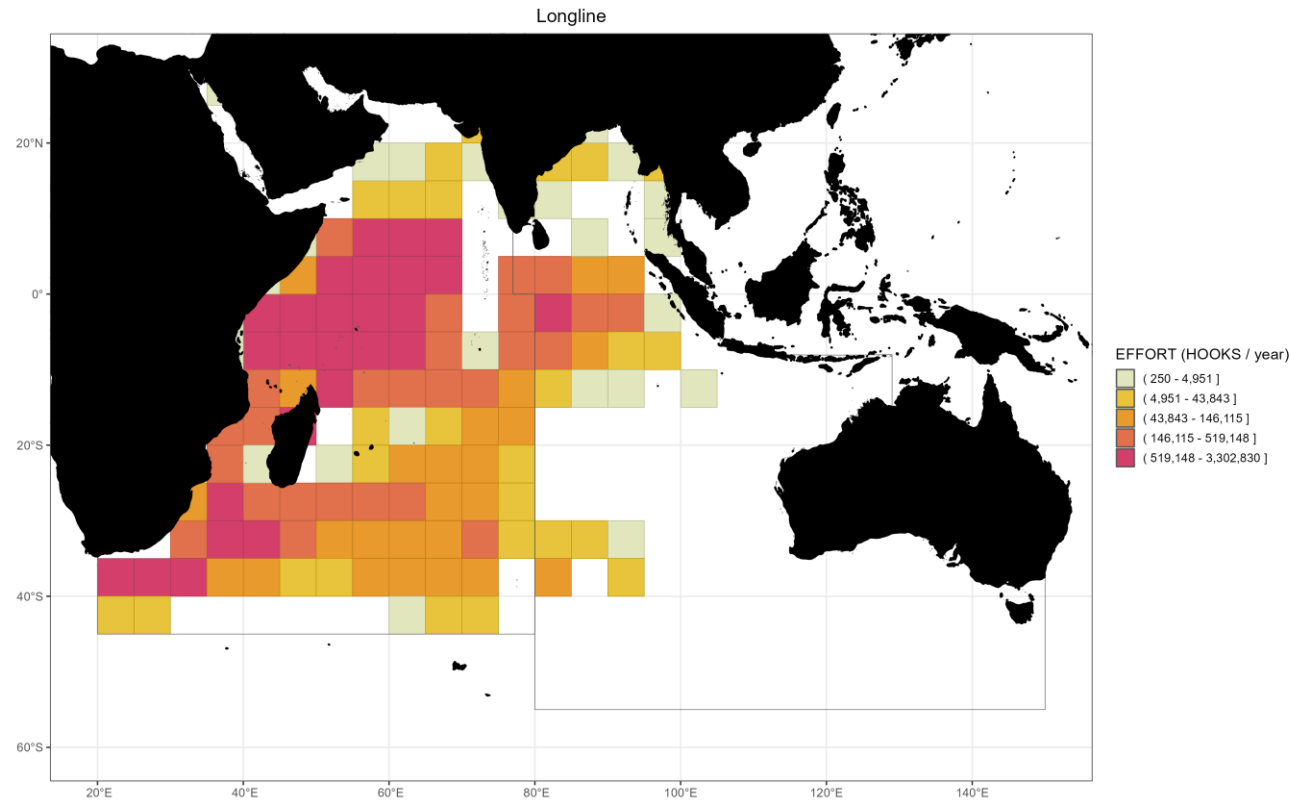 Longline
20°N
0°
20°S
40°S
60°S
20°E
40°E
60°E
80°E
100°E
120°E
140°E
EFFORT (HOOKS / year)
( 250 - 4,951 ]
( 4,951 - 43,843 ]
( 43,843 - 146,115 ]
( 146,115 - 519,148 ]
( 519,148 - 3,302,830 ]